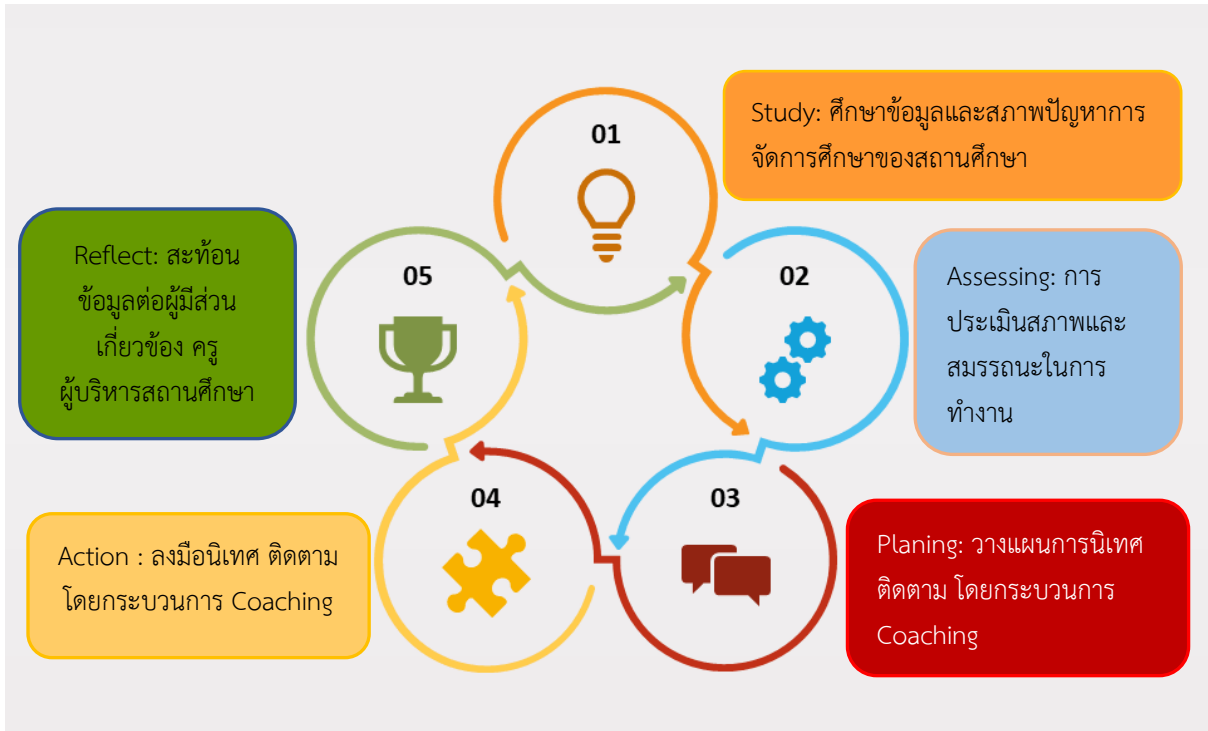 01
Study: ศึกษาข้อมูลและสภาพปัญหาการ
จัดการศึกษาของสถานศึกษา
02
Assessing: การ
ประเมินสภาพและ
สมรรถนะในการ
ทำงาน
03
Planing: วางแผนการนิเทศ
ติดตาม โดยกระบวนการ
Coaching
04
Action : ลงมือนิเทศ ติดตาม
โดยกระบวนการ Coaching
05
Reflect: สะท้อน
ข้อมูลต่อผู้มีส่วน
เกี่ยวข้อง ครู
ผู้บริหารสถานศึกษา